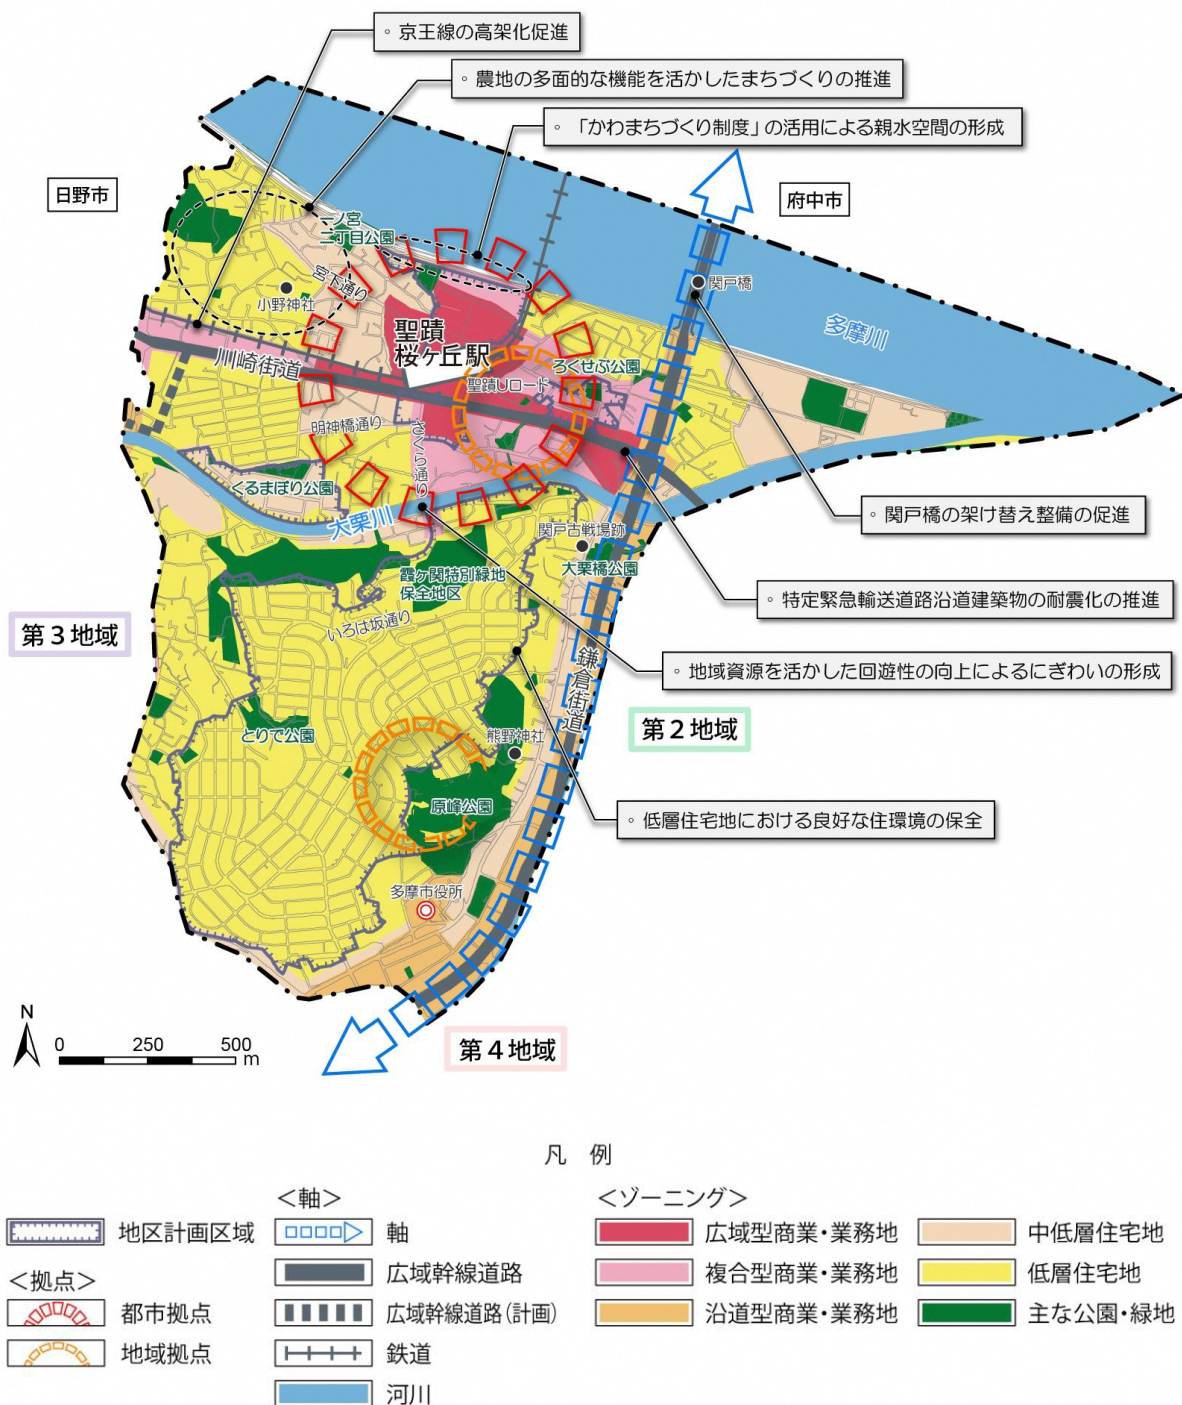 ◦ 京王線の高架化促進
◦ 農地の多面的な機能を活かしたまちづくりの推進
◦ 「かわまちづくり制度」の活用による親水空間の形成
日野市
府中市
一ノ宮
二丁目公園
宮下通り
小野神社
関戸橋
多摩川
聖蹟
桜ヶ丘駅
川崎街道
ろくせぶ公園
聖蹟Uロード
明神橋通り
さくら通り
くるまぼり公園
大栗川
◦ 関戸橋の架け替え整備の促進
関戸古戦場跡
大栗橋公園
霞ヶ関特別緑地
保全地区
◦ 特定緊急輸送道路沿道建築物の耐震化の推進
いろは坂通り
第3地域
鎌倉街道
◦ 地域資源を活かした回遊性の向上によるにぎわいの形成
第2地域
とりで公園
熊野神社
原峰公園
◦ 低層住宅地における良好な住環境の保全
多摩市役所
N
0 250 500
m
第4地域
凡 例
地区計画区域
<拠点>
都市拠点
地域拠点
<軸>
軸
広域幹線道路
広域幹線道路(計画)
鉄道
河川
<ゾーニング>
広域型商業・業務地
複合型商業・業務地
沿道型商業・業務地
中低層住宅地
低層住宅地
主な公園・緑地